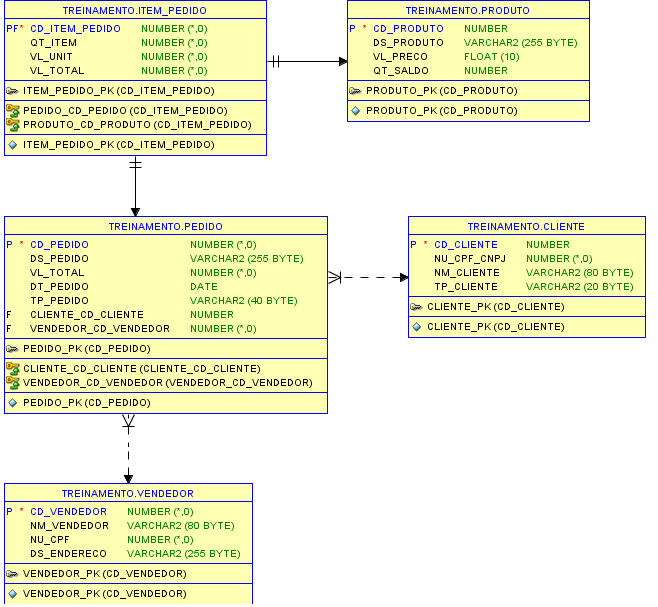 TREINAMENTO.ITEM_PEDIDO
PF* CD_ITEM_PEDIDO NUMBER (*,0)
QT_ITEM NUMBER (*,0)
VL_UNIT NUMBER (*,0)
VL_TOTAL NUMBER (*,0)
ITEM_PEDIDO_PK (CD_ITEM_PEDIDO)
PEDIDO_CD_PEDIDO (CD_ITEM_PEDIDO)
PRODUTO_CD_PRODUTO (CD_ITEM_PEDIDO)
ITEM_PEDIDO_PK (CD_ITEM_PEDIDO)
TREINAMENTO.PRODUTO
P * CD_PRODUTO NUMBER
DS_PRODUTO VARCHAR2 (255 BYTE)
VL_PRECO FLOAT (10)
QT_SALDO NUMBER
PRODUTO_PK (CD_PRODUTO)
PRODUTO_PK (CD_PRODUTO)
TREINAMENTO.PEDIDO
P * CD_PEDIDO NUMBER (*,0)
DS_PEDIDO VARCHAR2 (255 BYTE)
VL_TOTAL NUMBER (*,0)
DT_PEDIDO DATE
TP_PEDIDO VARCHAR2 (40 BYTE)
F CLIENTE_CD_CLIENTE NUMBER
F VENDEDOR_CD_VENDEDOR NUMBER (*,0)
PEDIDO_PK (CD_PEDIDO)
CLIENTE_CD_CLIENTE (CLIENTE_CD_CLIENTE)
VENDEDOR_CD_VENDEDOR (VENDEDOR_CD_VENDEDOR)
PEDIDO_PK (CD_PEDIDO)
TREINAMENTO.CLIENTE
P * CD_CLIENTE NUMBER
NU_CPF_CNPJ NUMBER (*,0)
NM_CLIENTE VARCHAR2 (80 BYTE)
TP_CLIENTE VARCHAR2 (20 BYTE)
CLIENTE_PK (CD_CLIENTE)
CLIENTE_PK (CD_CLIENTE)
TREINAMENTO.VENDEDOR
P * CD_VENDEDOR NUMBER (*,0)
NM_VENDEDOR VARCHAR2 (80 BYTE)
NU_CPF NUMBER (*,0)
DS_ENDERECO VARCHAR2 (255 BYTE)
VENDEDOR_PK (CD_VENDEDOR)
VENDEDOR_PK (CD_VENDEDOR)